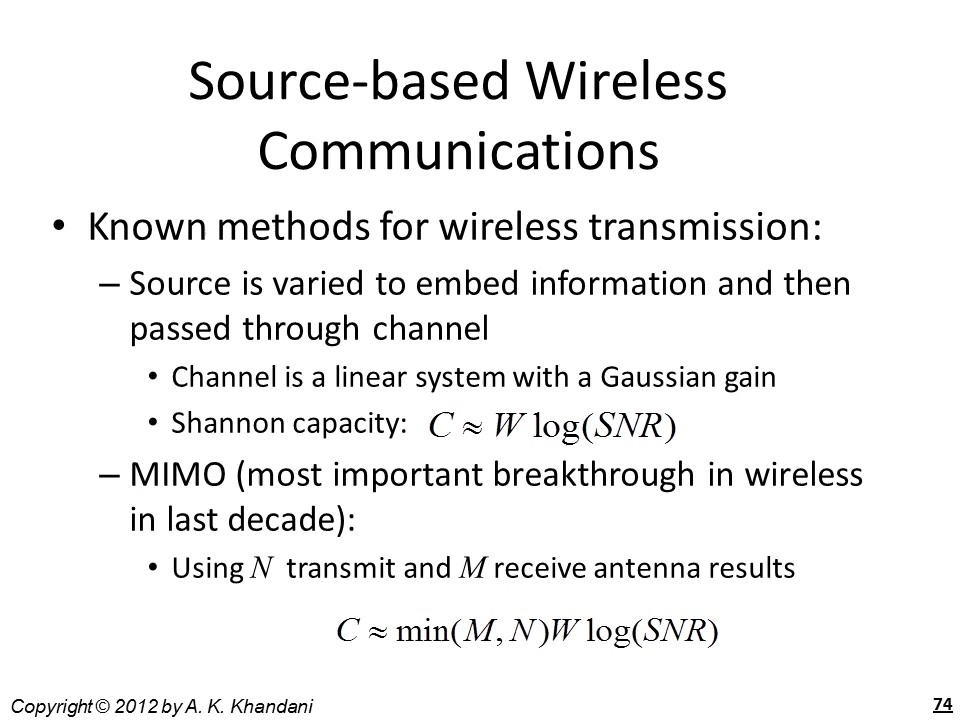 Source-based Wireless
Communications
• Known methods for wireless transmission:
– Source is varied to embed information and then
passed through channel
• Channel is a linear system with a Gaussian gain
• Shannon capacity: C ≈ W log(SNR)
– MIMO (most important breakthrough in wireless
in last decade):
• Using N transmit and M receive antenna results
C ≈ min(M, N)W log(SNR)
Copyright © 2012 by A. K. Khandani
74